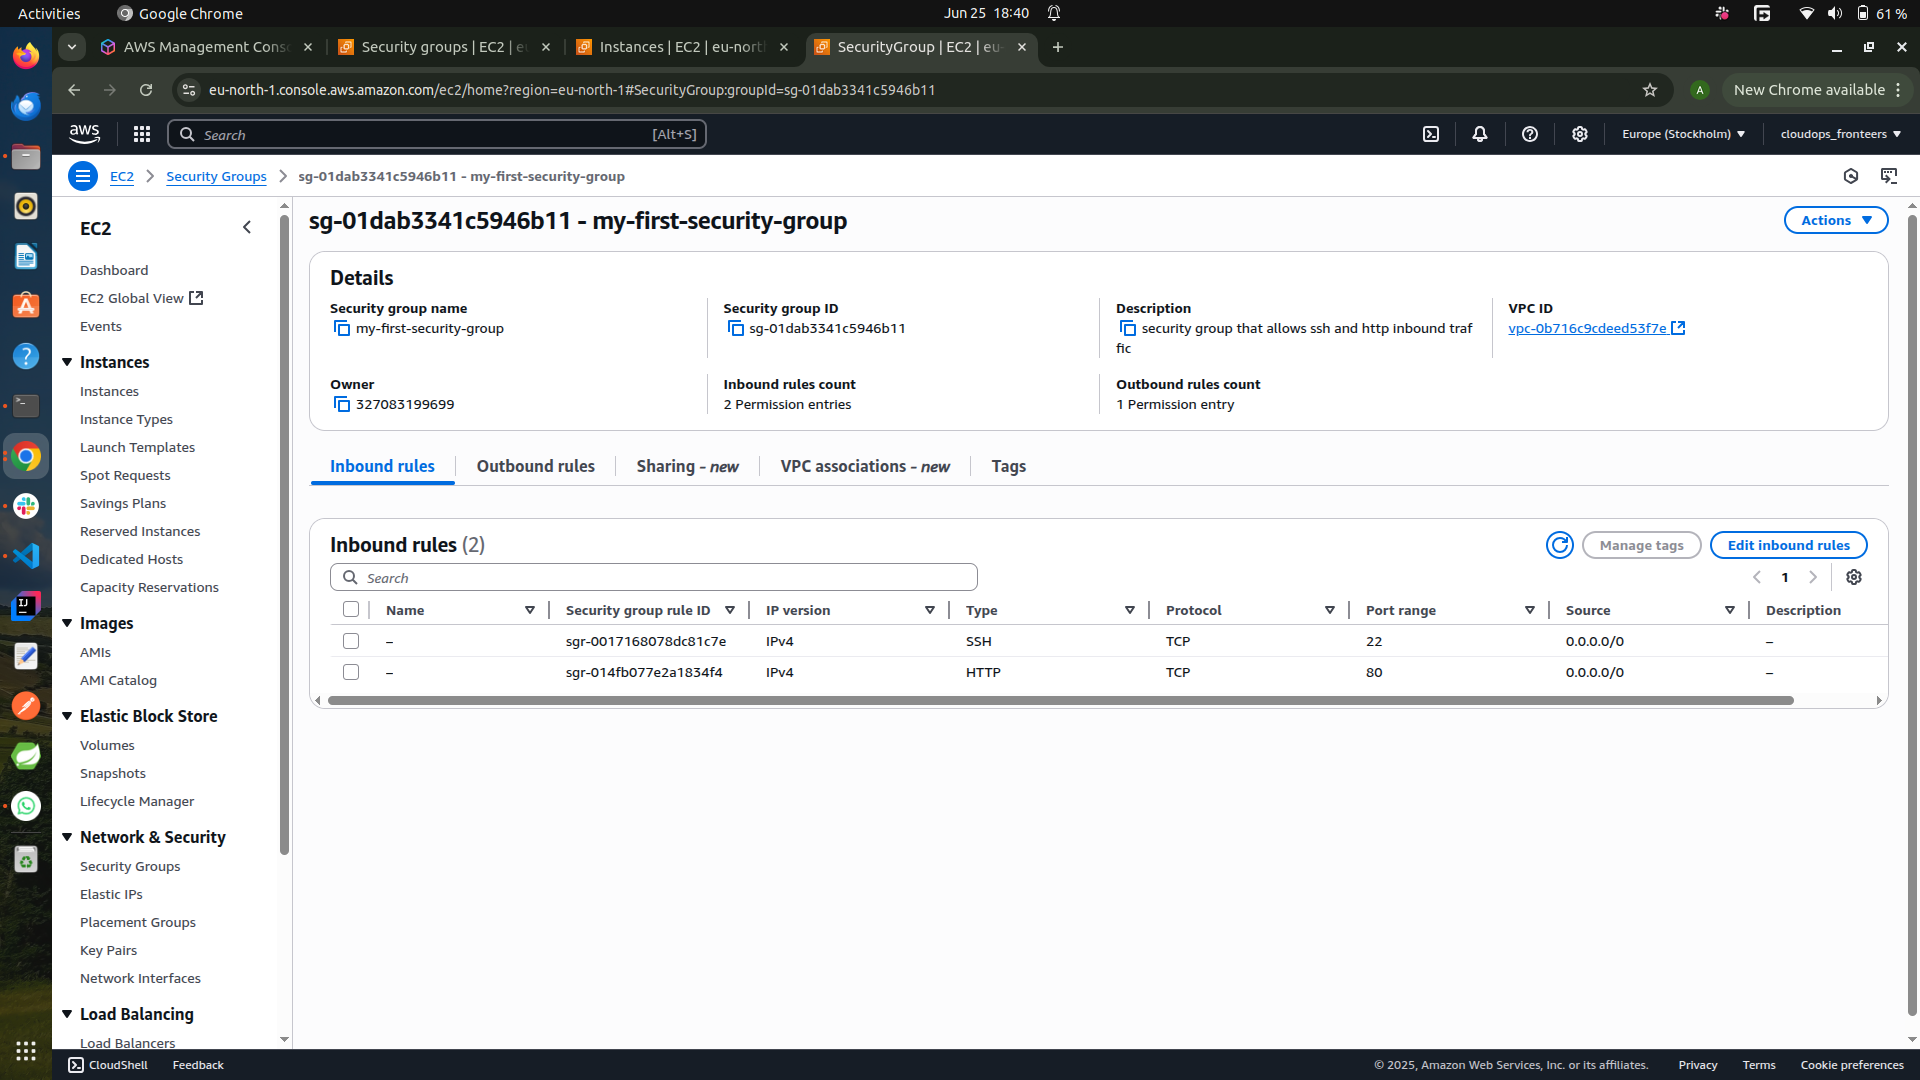 Activities
Google Chrome
Jun 25 18:40
61 %
AWS Management Cons
Security groups | EC2 | eu
Instances | EC2 | eu-nort
SecurityGroup | EC2 | eu-
eu-north-1.console.aws.amazon.com/ec2/home?region=eu-north-1#SecurityGroup:groupId=sg-01dab3341c5946b11
A
New Chrome available
aws
Search
[Alt+S]
Europe (Stockholm)
cloudops_fronteers
EC2
Security Groups
sg-01dab3341c5946b11 - my-first-security-group
EC2
Dashboard
EC2 Global View
Events
Instances
Instances
Instance Types
Launch Templates
Spot Requests
Savings Plans
Reserved Instances
Dedicated Hosts
Capacity Reservations
Images
AMIs
AMI Catalog
Elastic Block Store
Volumes
Snapshots
Lifecycle Manager
Network & Security
Security Groups
Elastic IPs
Placement Groups
Key Pairs
Network Interfaces
Load Balancing
Load Balancers
sg-01dab3341c5946b11 - my-first-security-group
Actions
Details
Security group name
my-first-security-group
Security group ID
sg-01dab3341c5946b11
Description
security group that allows ssh and http inbound traf
fic
VPC ID
vpc-0b716c9cdeed53f7e
Owner
327083199699
Inbound rules count
2 Permission entries
Outbound rules count
1 Permission entry
Inbound rules
Outbound rules
Sharing - new
VPC associations - new
Tags
Inbound rules (2)
Manage tags
Edit inbound rules
Search
1
Name Security group rule ID IP version Type Protocol Port range Source Description
– sgr-0017168078dc81c7e IPv4 SSH TCP 22 0.0.0.0/0 –
– sgr-014fb077e2a1834f4 IPv4 HTTP TCP 80 0.0.0.0/0 –
CloudShell
Feedback
© 2025, Amazon Web Services, Inc. or its affiliates.
Privacy
Terms
Cookie preferences